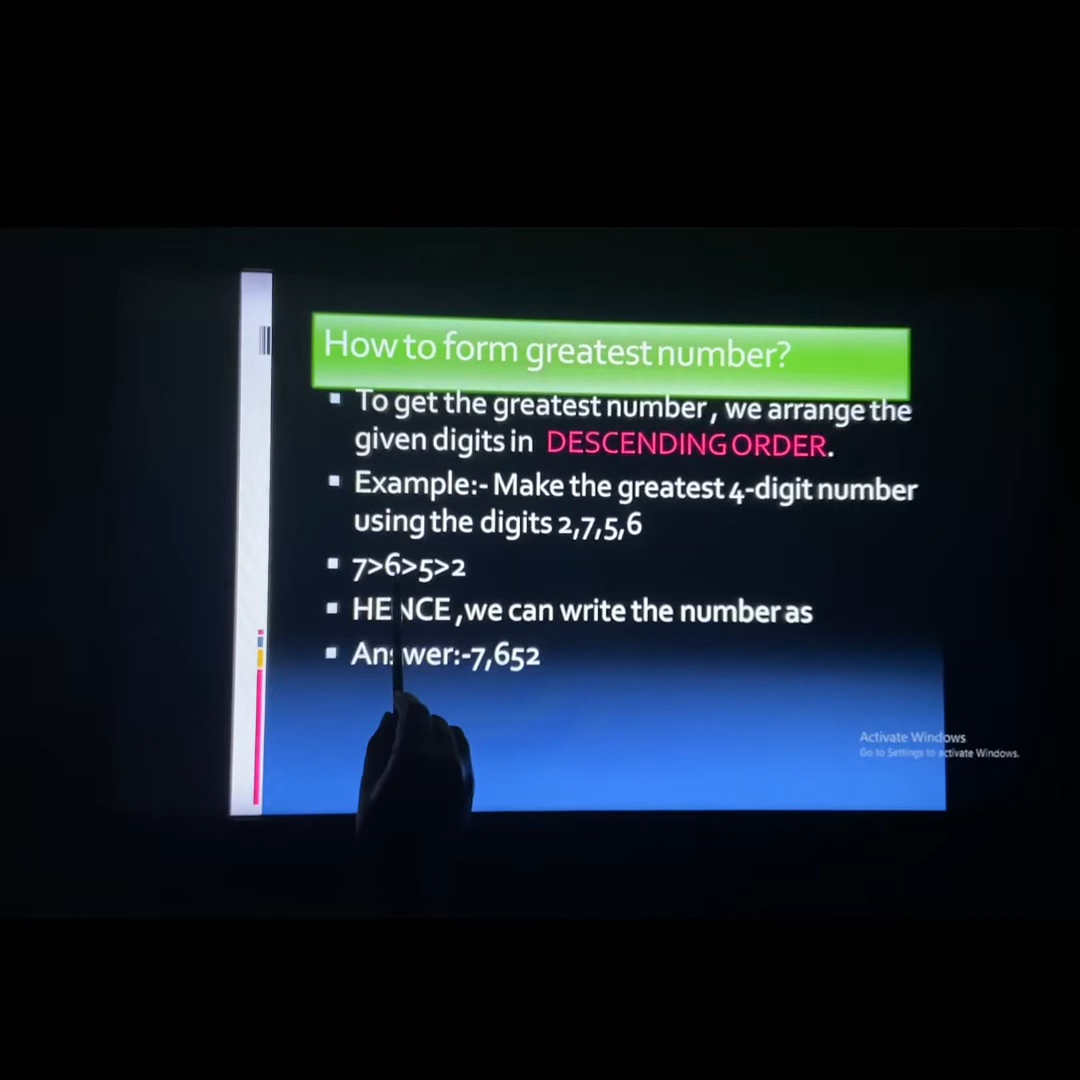 How to form greatest number?
To get the greatest number , we arrange the
given digits in DESCENDING ORDER.
Example:- Make the greatest 4-digit number
using the digits 2,7,5,6
7>6>5>2
HENCE ,we can write the number as
Answer:-7,652
Activate Windows
Go to Settings to activate Windows.